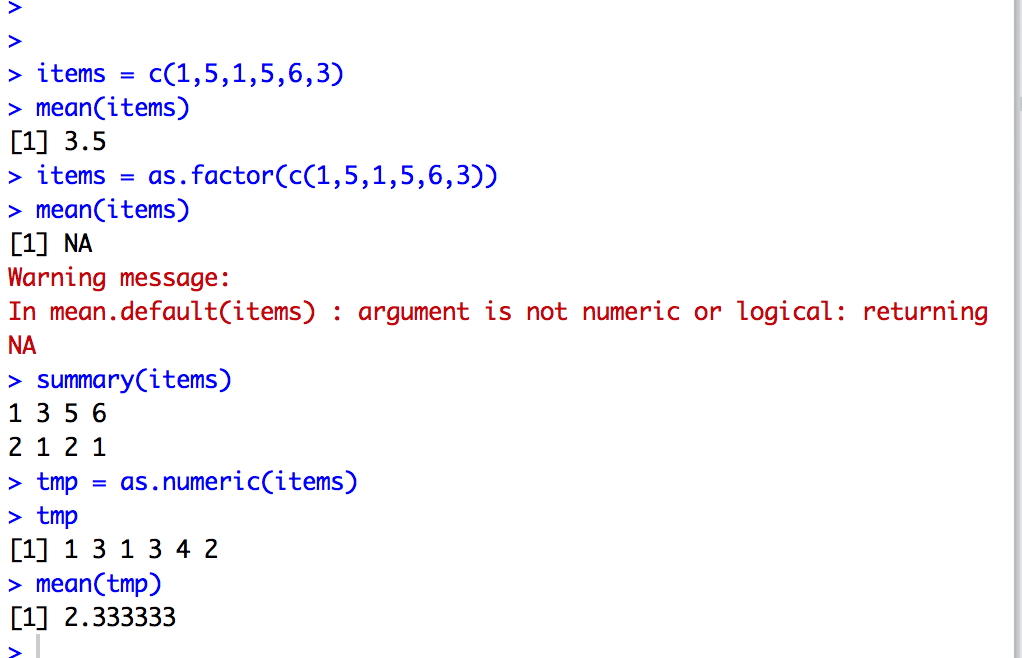 >
>
> items = c(1,5,1,5,6,3)
> mean(items)
[1] 3.5
> items = as.factor(c(1,5,1,5,6,3))
> mean(items)
[1] NA
Warning message:
In mean.default(items) : argument is not numeric or logical: returning
NA
> summary(items)
1 3 5 6
2 1 2 1
> tmp = as.numeric(items)
> tmp
[1] 1 3 1 3 4 2
> mean(tmp)
[1] 2.333333
>